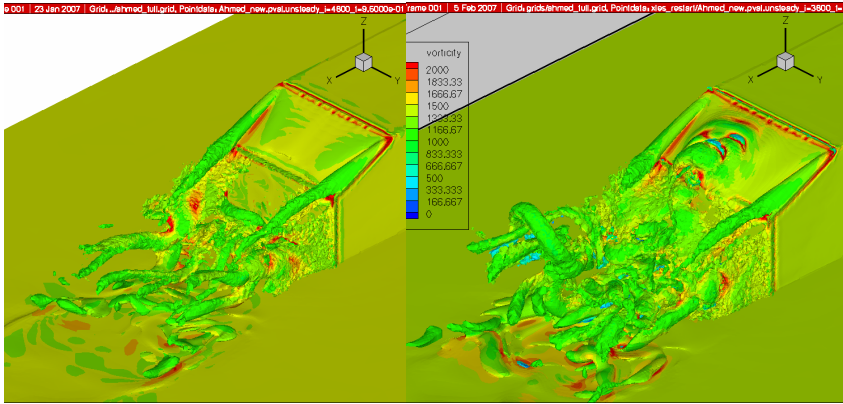 e 001 | 23 Jan 2007 | Grid: ../ahmed_full.grid, Pointdata: Ahmed_new.pval.unsteady_i=4600_t=9.5000e-01
rame 001 | 5 Feb 2007 | Grid: grids/ahmed_full.grid, Pointdata: xles_restart/Ahmed_new.pval.unsteady_i=3600_t=
Z
X
Y
Z
X
Y
vorticity
2000
1833.33
1666.67
1500
1333.33
1166.67
1000
833.333
666.667
500
333.333
166.667
0